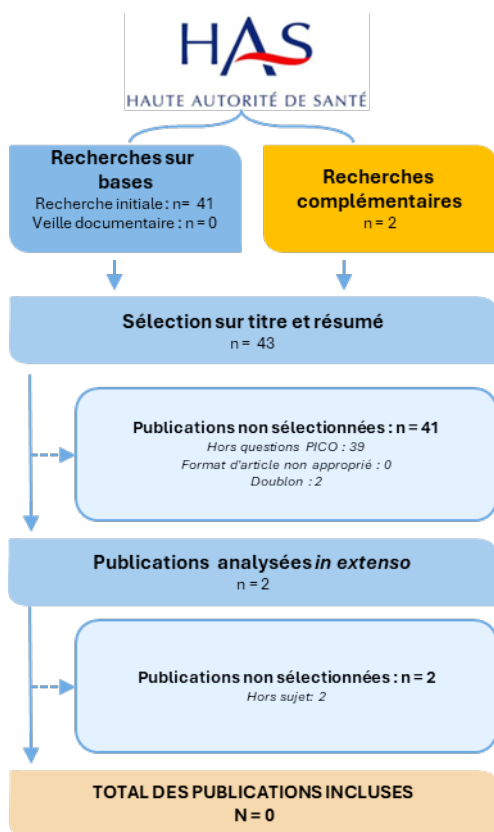 HAS
HAUTE AUTORITÉ DE SANTÉ
Recherches sur
bases
Recherche initiale : n= 41
Veille documentaire : n = 0
Recherches
complémentaires
n = 2
Sélection sur titre et résumé
n = 43
Publications non sélectionnées : n = 41
Hors questions PICO : 39
Format d'article non approprié : 0
Doublon : 2
Publications analysées in extenso
n = 2
Publications non sélectionnées : n = 2
Hors sujet: 2
TOTAL DES PUBLICATIONS INCLUSES
N = 0